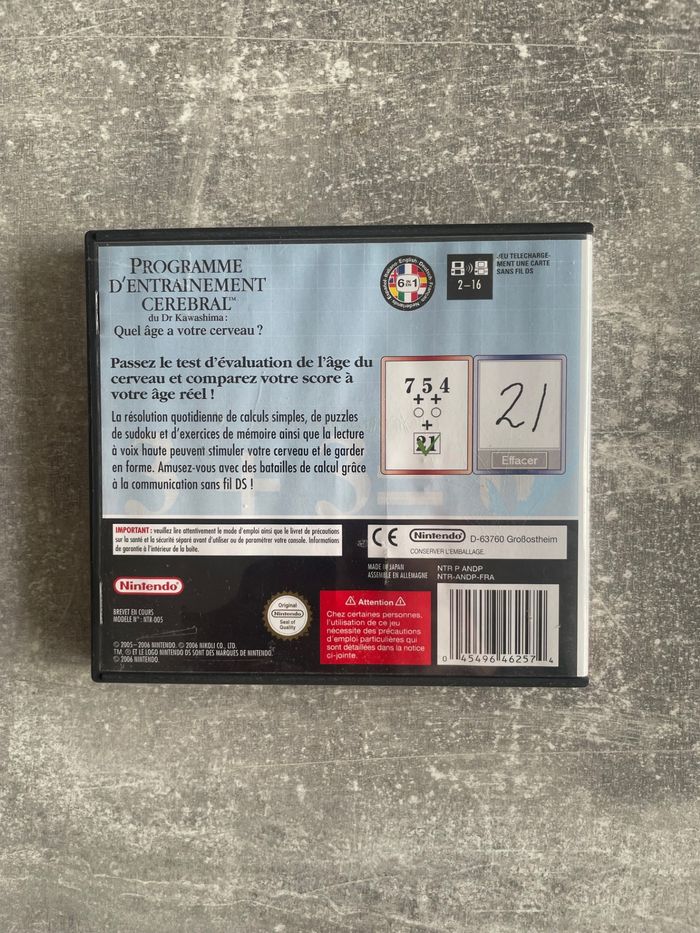 PROGRAMME
D'ENTRAINEMENT
CEREBRAL™
du Dr Kawashima :
Quel âge a votre cerveau ?
English Deutsch Français Nederlands Español Italiano
6 in 1
2–16
JEU TELECHARGE-
MENT UNE CARTE
SANS FIL DS
Passez le test d'évaluation de l'âge du
cerveau et comparez votre score à
votre âge réel !
La résolution quotidienne de calculs simples, de puzzles
de sudoku et d'exercices de mémoire ainsi que la lecture
à voix haute peuvent stimuler votre cerveau et le garder
en forme. Amusez-vous avec des batailles de calcul grâce
à la communication sans fil DS !
7 5 4
+ +
+
21
21
Effacer
IMPORTANT : veuillez lire attentivement le mode d'emploi ainsi que le livret de précautions
sur la santé et la sécurité séparé avant d'utiliser ou de paramétrer votre console. Informations
de garantie à l'intérieur de la boîte.
CE Nintendo D-63760 Großostheim
CONSERVER L'EMBALLAGE.
MADE IN JAPAN
ASSEMBLÉ EN ALLEMAGNE
NTR P ANDP
NTR-ANDP-FRA
Nintendo®
BREVET EN COURS
MODÈLE N° : NTR-005
Original
Nintendo
Seal of
Quality
Attention
Chez certaines personnes,
l'utilisation de ce jeu
nécessite des précautions
d'emploi particulières qui
sont détaillées dans la notice
ci-jointe.
© 2005–2006 NINTENDO. © 2006 NIKOLI CO., LTD.
TM, ® ET LE LOGO NINTENDO DS SONT DES MARQUES DE NINTENDO.
© 2006 NINTENDO.
0 45496 46257 4